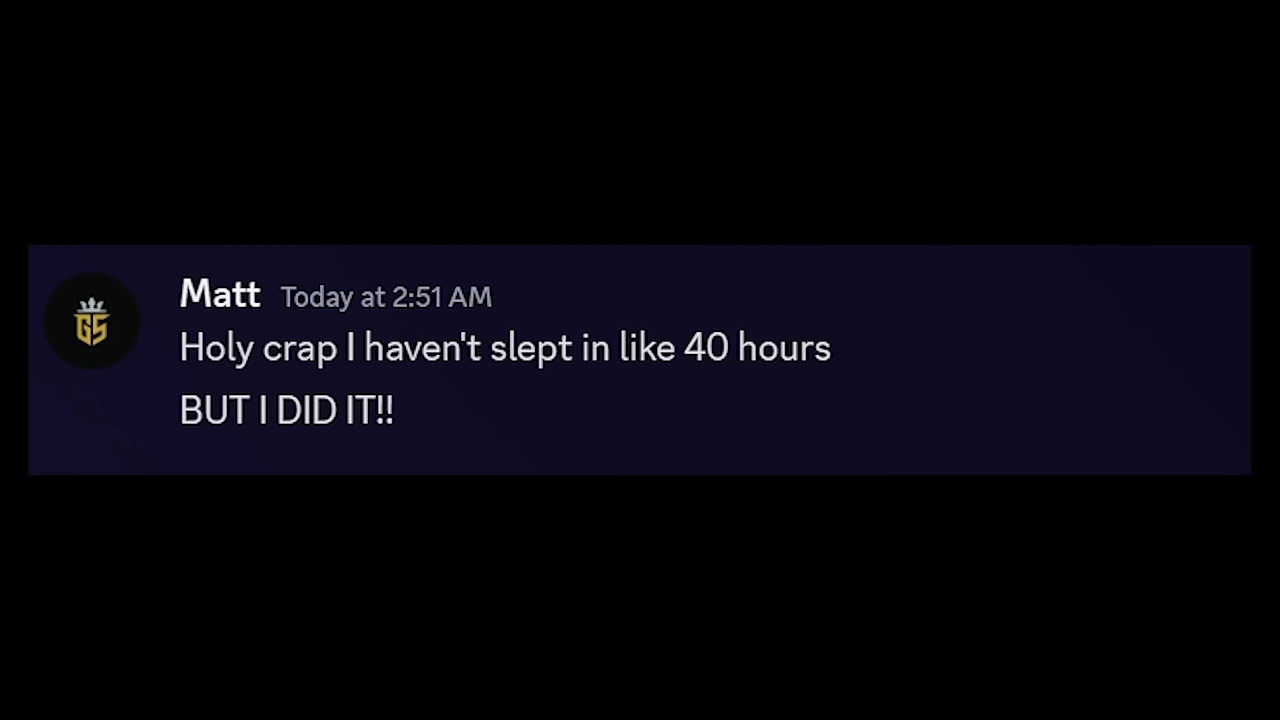 GS
Matt Today at 2:51 AM
Holy crap I haven't slept in like 40 hours
BUT I DID IT!!